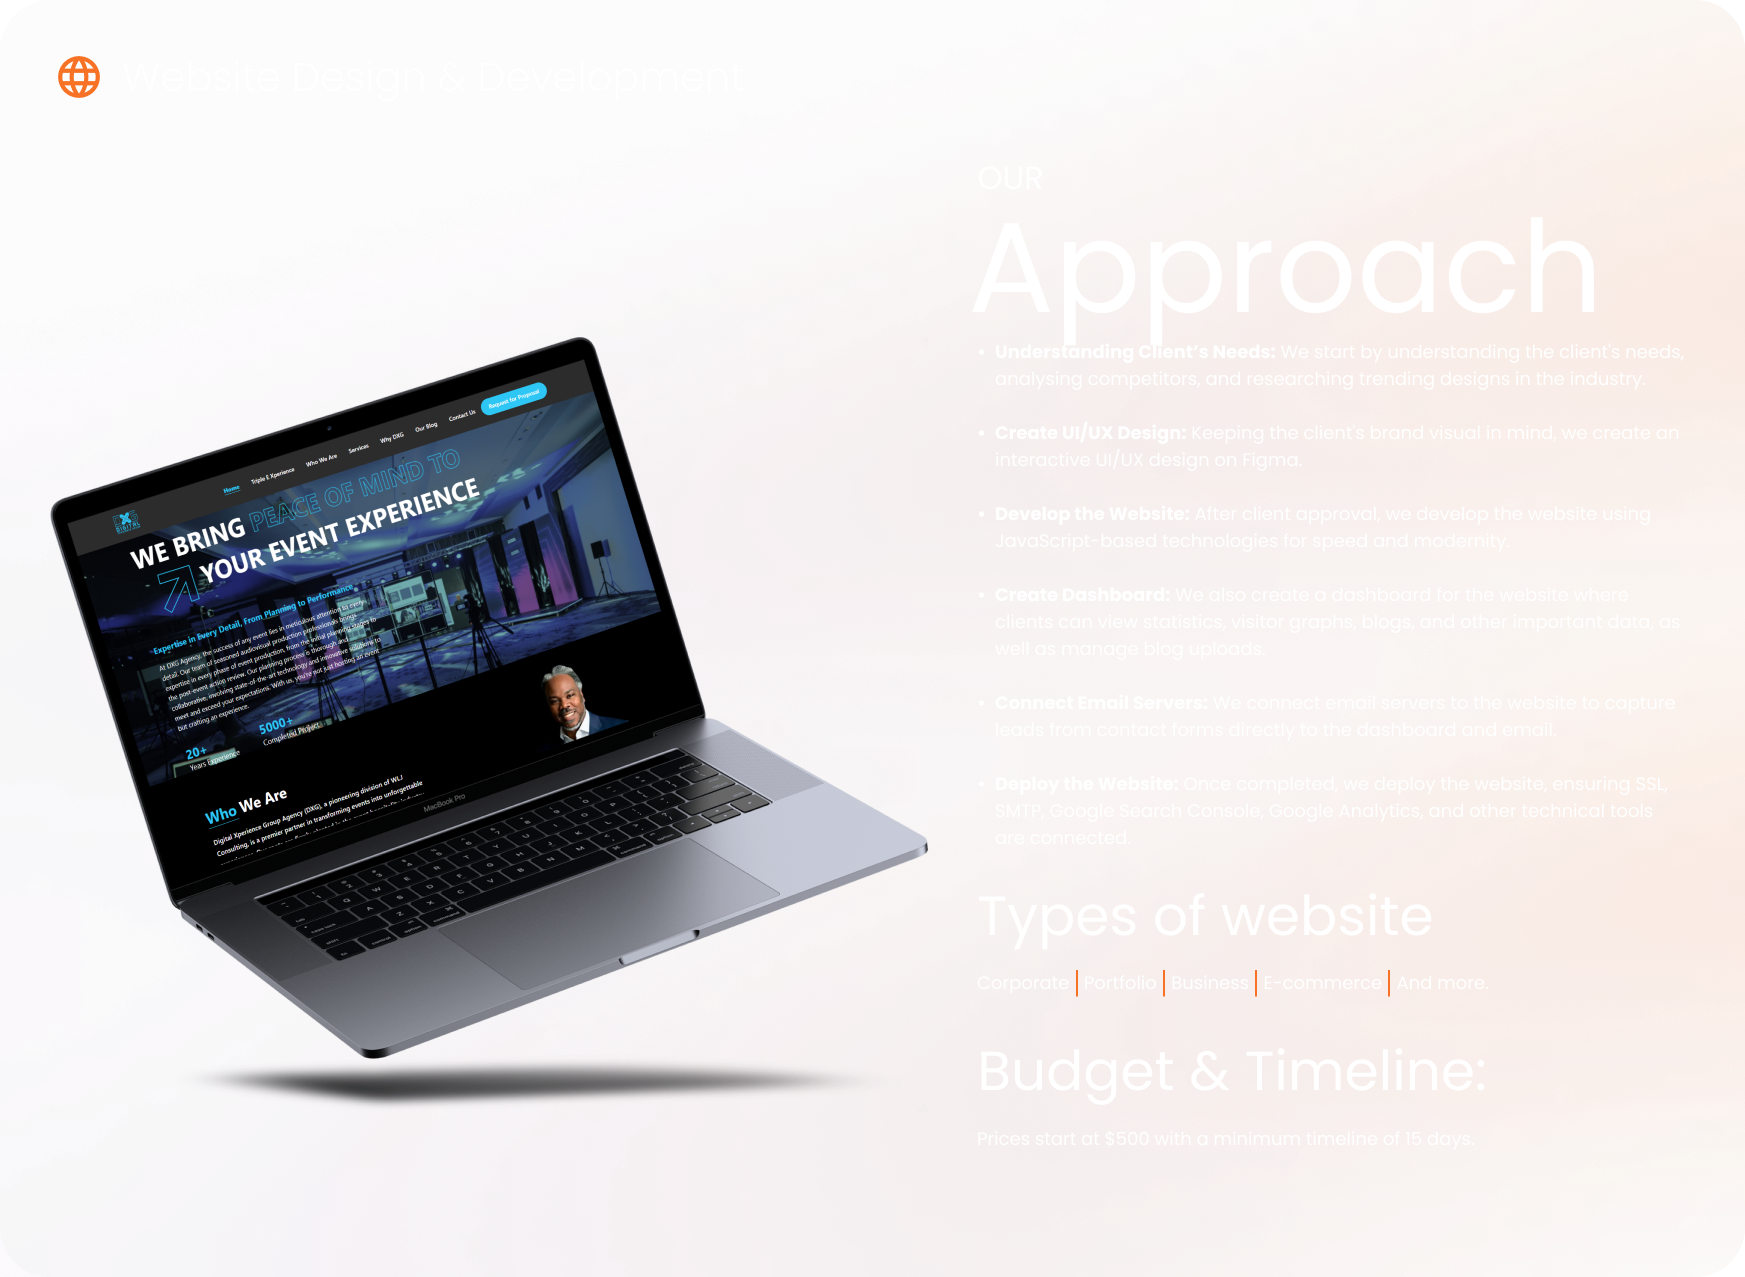 Website Design & Development
OUR
Approach
• Understanding Client’s Needs: We start by understanding the client's needs,
analysing competitors, and researching trending designs in the industry.
• Create UI/UX Design: Keeping the client's brand visual in mind, we create an
interactive UI/UX design on Figma.
• Develop the Website: After client approval, we develop the website using
JavaScript-based technologies for speed and modernity.
• Create Dashboard: We also create a dashboard for the website where
clients can view statistics, visitor graphs, blogs, and other important data, as
well as manage blog uploads.
• Connect Email Servers: We connect email servers to the website to capture
leads from contact forms directly to the dashboard and email.
• Deploy the Website: Once completed, we deploy the website, ensuring SSL,
SMTP, Google Search Console, Google Analytics, and other technical tools
are connected.
Types of website
Corporate | Portfolio | Business | E-commerce | And more.
Budget & Timeline:
Prices start at $500 with a minimum timeline of 15 days.
DIGITAL
Home Triple E Xperience Who We Are Services Why DXG Our Blog Contact Us Request for Proposal
WE BRING PEACE OF MIND TO
YOUR EVENT EXPERIENCE
Expertise in Every Detail, From Planning to Performance
At DXG Agency, the success of any event lies in meticulous attention to every
detail. Our team of seasoned audiovisual production professionals brings
expertise in every phase of event production, from the initial planning stages to
the post-event action review. Our planning process is thorough and
collaborative, involving state-of-the-art technology and innovative solutions to
meet and exceed your expectations. With us, you're not just hosting an event
but crafting an experience.
20+
Years Experience
5000+
Completed Project
Who We Are
Digital Xperience Group Agency (DXG), a pioneering division of WLJ
Consulting, is a premier partner in transforming events into unforgettable
MacBook Pro